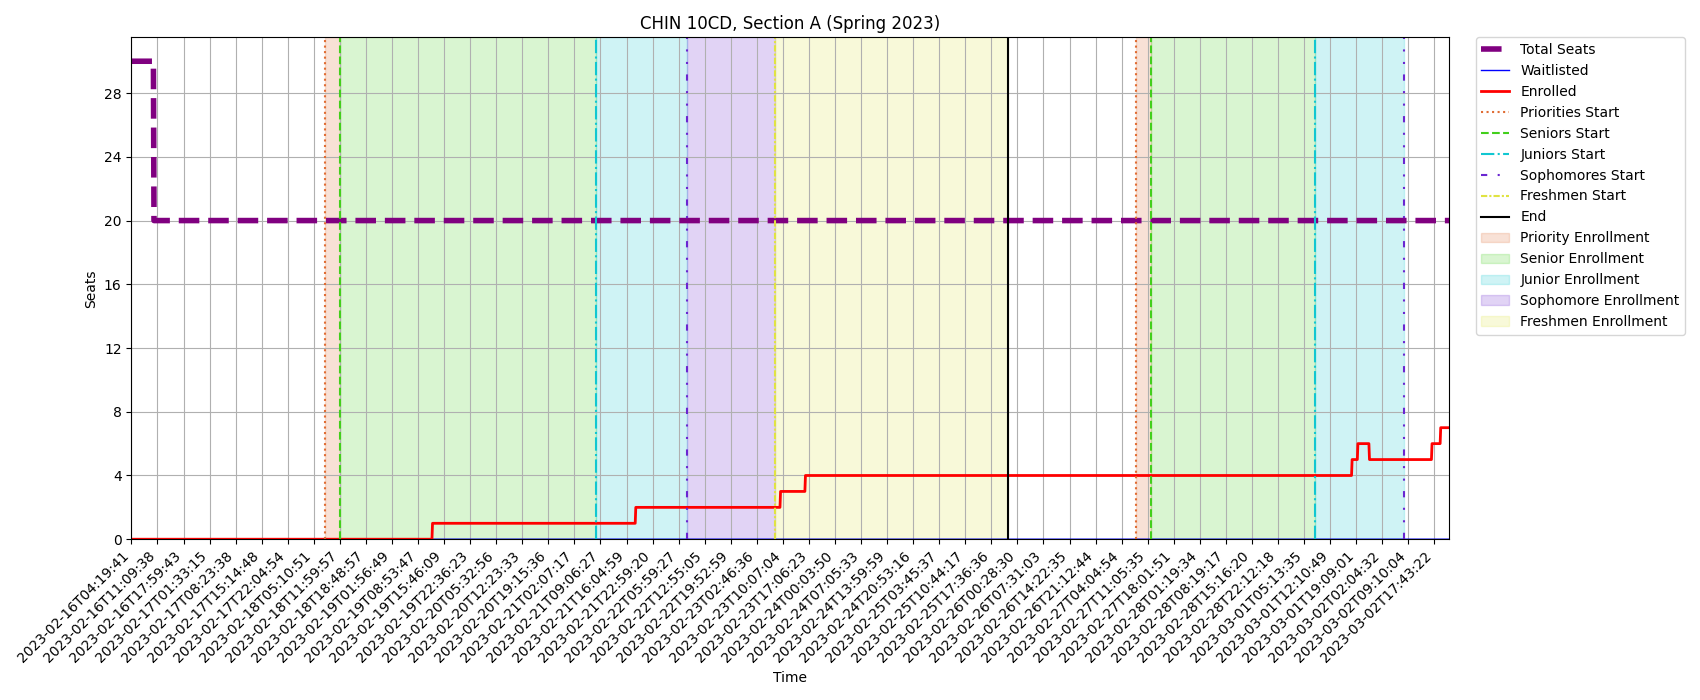 CHIN 10CD, Section A (Spring 2023)
Seats
28
24
20
16
12
8
4
0
2023-02-16T04:19:41
2023-02-16T11:09:38
2023-02-16T17:59:43
2023-02-17T01:33:15
2023-02-17T08:23:38
2023-02-17T15:14:48
2023-02-17T22:04:54
2023-02-18T05:10:51
2023-02-18T11:59:57
2023-02-18T18:48:57
2023-02-19T01:56:49
2023-02-19T08:53:47
2023-02-19T15:46:09
2023-02-19T22:36:23
2023-02-20T05:32:56
2023-02-20T12:23:33
2023-02-20T19:15:36
2023-02-21T02:07:17
2023-02-21T09:06:27
2023-02-21T16:04:59
2023-02-21T22:59:20
2023-02-22T05:59:27
2023-02-22T12:55:05
2023-02-22T19:52:59
2023-02-23T02:46:36
2023-02-23T10:07:04
2023-02-23T17:06:23
2023-02-24T00:03:50
2023-02-24T07:05:33
2023-02-24T13:59:59
2023-02-24T20:53:16
2023-02-25T03:45:37
2023-02-25T10:44:17
2023-02-25T17:36:36
2023-02-26T00:28:30
2023-02-26T07:31:03
2023-02-26T14:22:35
2023-02-26T21:12:44
2023-02-27T04:04:54
2023-02-27T11:05:35
2023-02-27T18:01:51
2023-02-28T01:19:34
2023-02-28T08:19:17
2023-02-28T15:16:20
2023-02-28T22:12:18
2023-03-01T05:13:35
2023-03-01T12:10:49
2023-03-01T19:09:01
2023-03-02T02:04:32
2023-03-02T09:10:04
2023-03-02T17:43:22
Time
Total Seats
Waitlisted
Enrolled
Priorities Start
Seniors Start
Juniors Start
Sophomores Start
Freshmen Start
End
Priority Enrollment
Senior Enrollment
Junior Enrollment
Sophomore Enrollment
Freshmen Enrollment